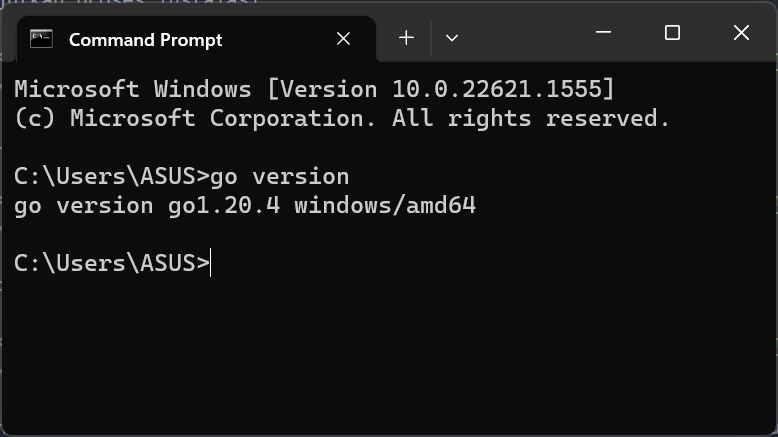 Command Prompt
Microsoft Windows [Version 10.0.22621.1555]
(c) Microsoft Corporation. All rights reserved.
C:\Users\ASUS>go version
go version go1.20.4 windows/amd64
C:\Users\ASUS>